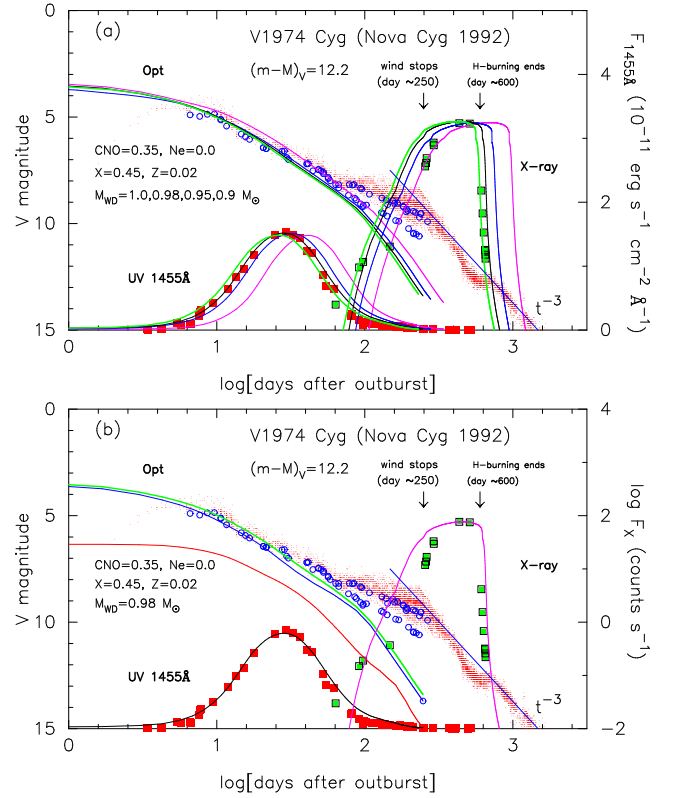 (a)
V1974 Cyg (Nova Cyg 1992)
Opt
(m−M)V=12.2
wind stops
(day ~250)
H-burning ends
(day ~600)
CNO=0.35, Ne=0.0
X=0.45, Z=0.02
MWD=1.0,0.98,0.95,0.9 M⊙
X-ray
UV 1455Å
t−3
V magnitude
0
5
10
15
F1455Å (10−11 erg s−1 cm−2 Å−1)
4
2
0
0
1
2
3
log[days after outburst]
(b)
V1974 Cyg (Nova Cyg 1992)
Opt
(m−M)V=12.2
wind stops
(day ~250)
H-burning ends
(day ~600)
CNO=0.35, Ne=0.0
X=0.45, Z=0.02
MWD=0.98 M⊙
X-ray
UV 1455Å
t−3
V magnitude
0
5
10
15
log FX (counts s−1)
4
2
0
−2
0
1
2
3
log[days after outburst]